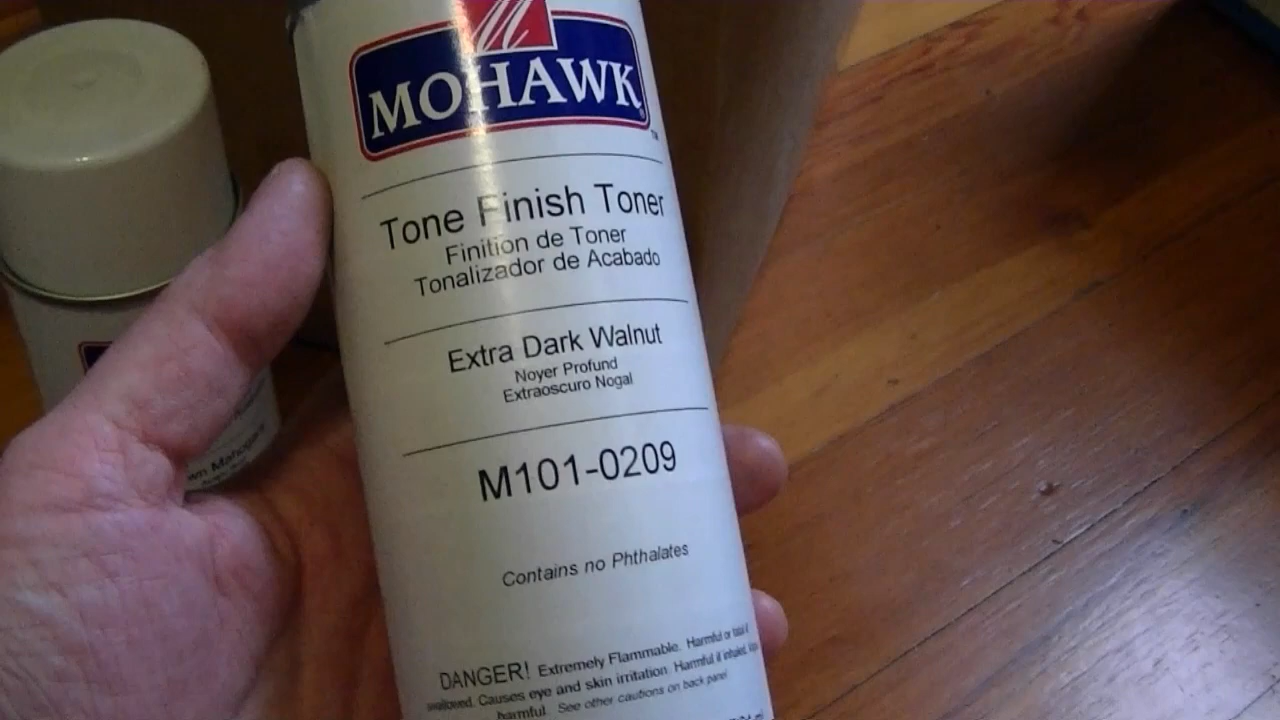 MOHAWK
Tone Finish Toner
Finition de Toner
Tonalizador de Acabado
Extra Dark Walnut
Noyer Profund
Extraoscuro Nogal
M101-0209
Contains no Phthalates
DANGER! Extremely Flammable. Harmful or fatal if
swallowed. Causes eye and skin irritation. Harmful if inhaled.
harmful. See other cautions on back panel
wn Mahogany